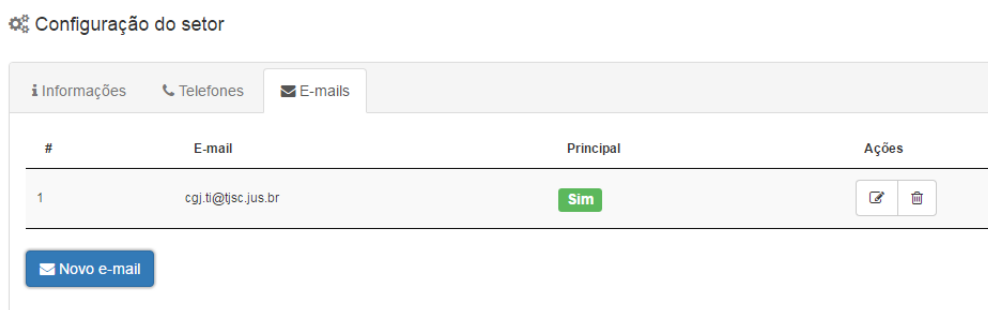 Configuração do setor
Informações Telefones E-mails
# E-mail Principal Ações
1 cgj.ti@tjsc.jus.br Sim
Novo e-mail